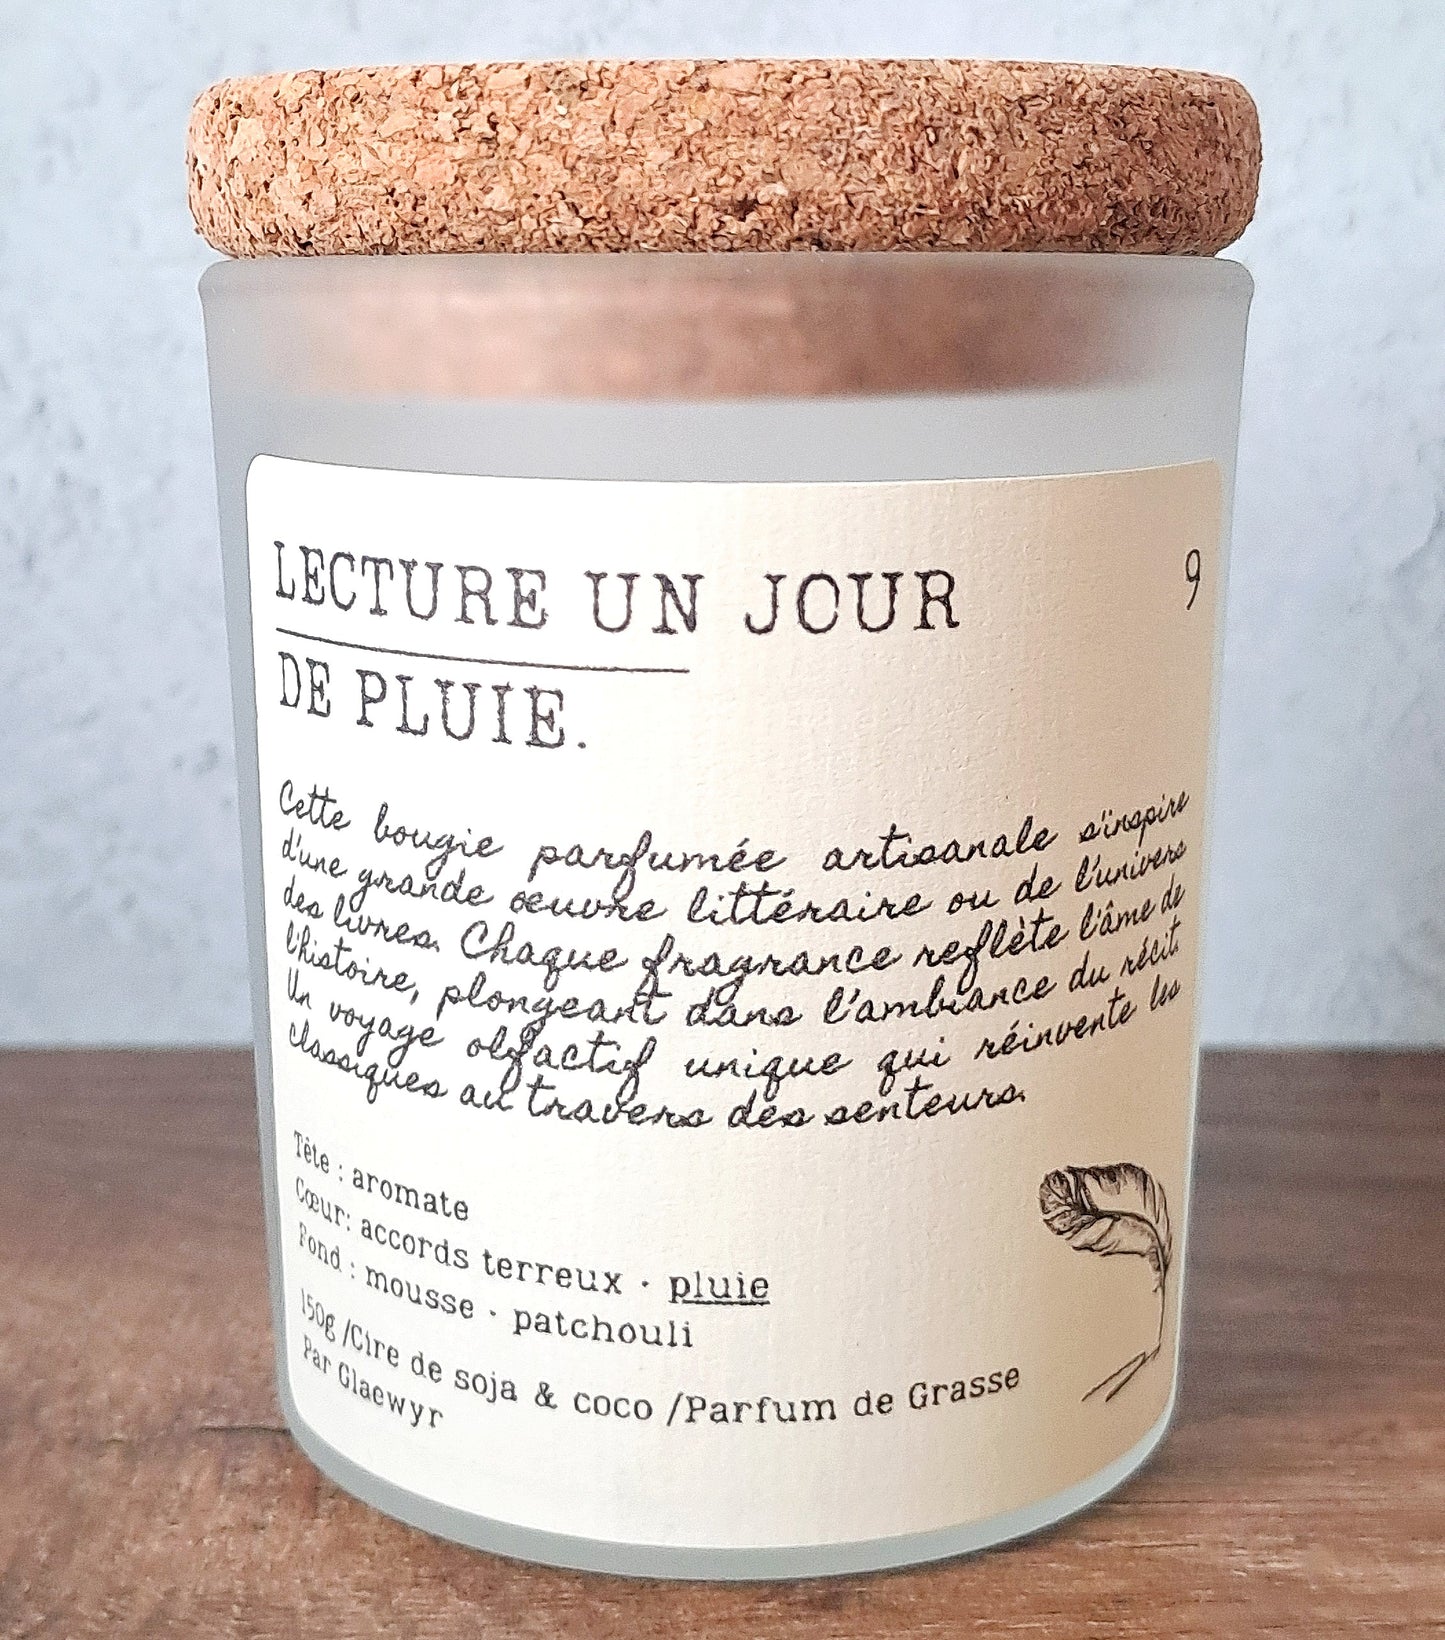 LECTURE UN JOUR
9
DE PLUIE.
Cette bougie parfumée artisanale s'inspire
d'une grande œuvre littéraire ou de l'univers
des livres. Chaque fragrance reflète l'âme de
l'histoire, plongeant dans l'ambiance du récit.
Un voyage olfactif unique qui réinvente les
classiques au travers des senteurs.
Tête : aromate
Cœur: accords terreux · pluie
Fond : mousse · patchouli
150g /Cire de soja & coco /Parfum de Grasse
Par Glaewyr